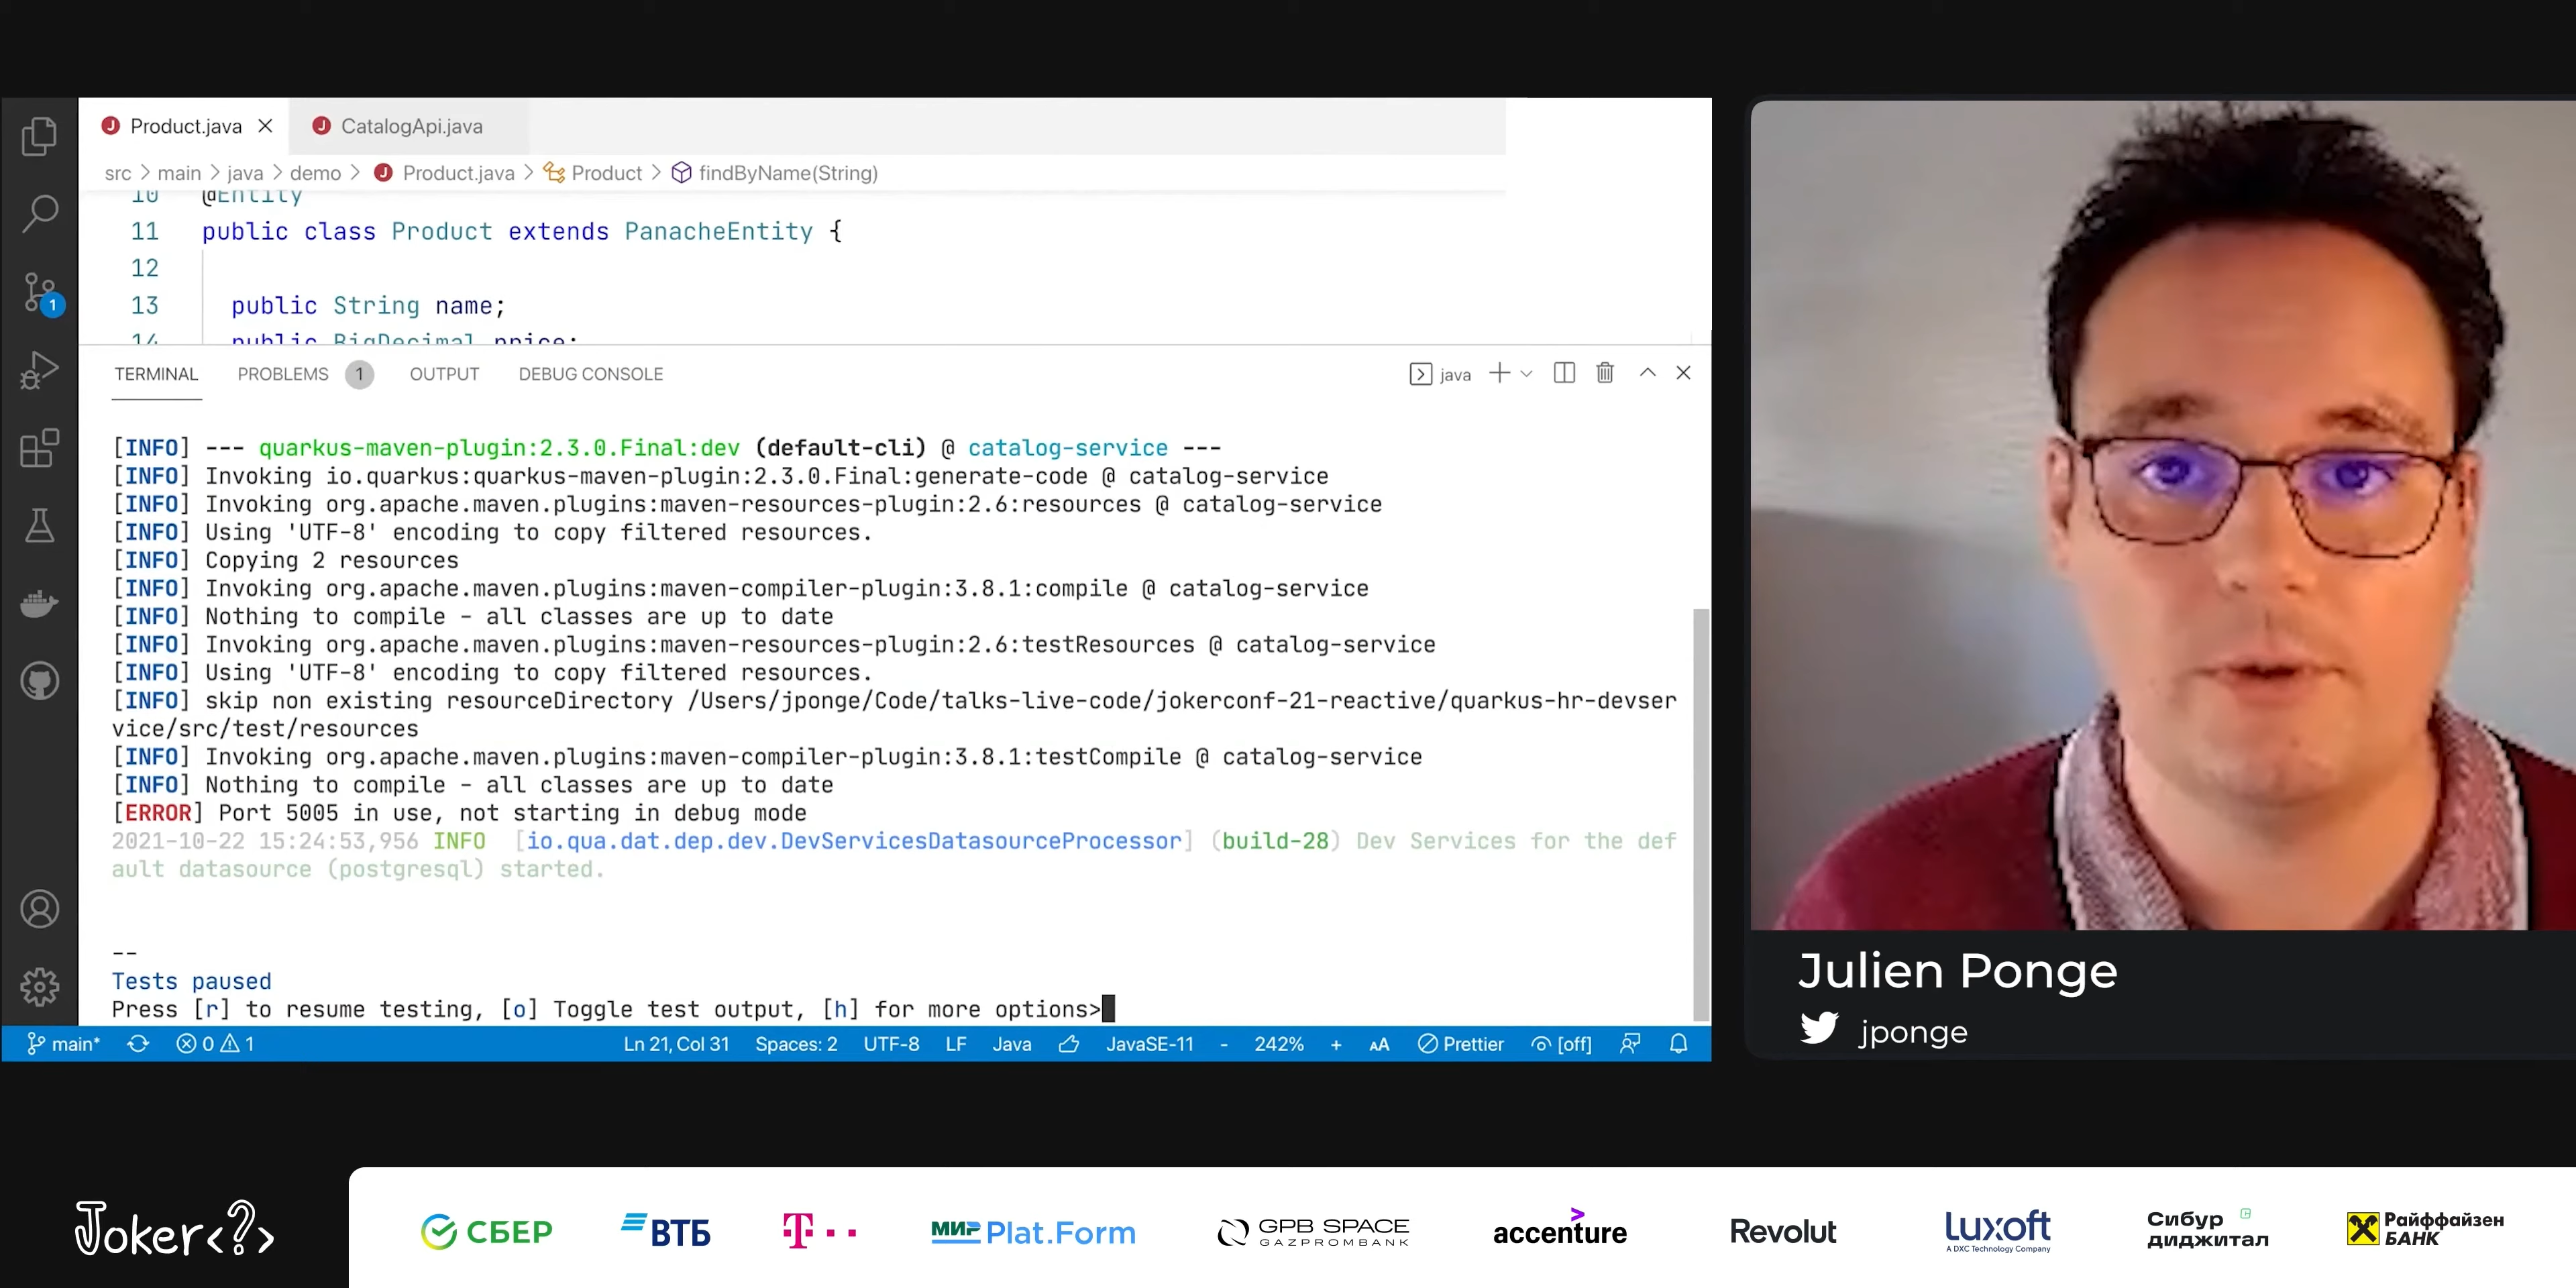 Product.java
CatalogApi.java
src > main > java > demo > Product.java > Product > findByName(String)
10 @Entity
11 public class Product extends PanacheEntity {
12
13 public String name;
14 public BigDecimal price;
1
TERMINAL PROBLEMS 1 OUTPUT DEBUG CONSOLE
java
[INFO] --- quarkus-maven-plugin:2.3.0.Final:dev (default-cli) @ catalog-service ---
[INFO] Invoking io.quarkus:quarkus-maven-plugin:2.3.0.Final:generate-code @ catalog-service
[INFO] Invoking org.apache.maven.plugins:maven-resources-plugin:2.6:resources @ catalog-service
[INFO] Using 'UTF-8' encoding to copy filtered resources.
[INFO] Copying 2 resources
[INFO] Invoking org.apache.maven.plugins:maven-compiler-plugin:3.8.1:compile @ catalog-service
[INFO] Nothing to compile - all classes are up to date
[INFO] Invoking org.apache.maven.plugins:maven-resources-plugin:2.6:testResources @ catalog-service
[INFO] Using 'UTF-8' encoding to copy filtered resources.
[INFO] skip non existing resourceDirectory /Users/jponge/Code/talks-live-code/jokerconf-21-reactive/quarkus-hr-devser
vice/src/test/resources
[INFO] Invoking org.apache.maven.plugins:maven-compiler-plugin:3.8.1:testCompile @ catalog-service
[INFO] Nothing to compile - all classes are up to date
[ERROR] Port 5005 in use, not starting in debug mode
2021-10-22 15:24:53,956 INFO [io.qua.dat.dep.dev.DevServicesDatasourceProcessor] (build-28) Dev Services for the def
ault datasource (postgresql) started.
--
Tests paused
Press [r] to resume testing, [o] Toggle test output, [h] for more options>
main* 0 1 Ln 21, Col 31 Spaces: 2 UTF-8 LF Java JavaSE-11 - 242% + AA Prettier [off]
Julien Ponge
jponge
Joker<?>
СБЕР
ВТБ
T
МИР Plat.Form
GPB SPACE
GAZPROMBANK
accenture
Revolut
Luxoft
A DXC Technology Company
Сибур
диджитал
Райффайзен
БАНК